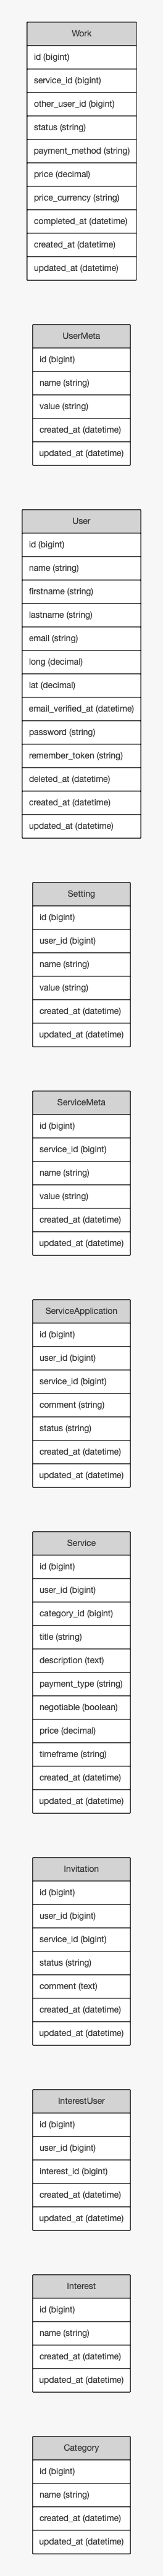 Work
id (bigint)
service_id (bigint)
other_user_id (bigint)
status (string)
payment_method (string)
price (decimal)
price_currency (string)
completed_at (datetime)
created_at (datetime)
updated_at (datetime)
UserMeta
id (bigint)
name (string)
value (string)
created_at (datetime)
updated_at (datetime)
User
id (bigint)
name (string)
firstname (string)
lastname (string)
email (string)
long (decimal)
lat (decimal)
email_verified_at (datetime)
password (string)
remember_token (string)
deleted_at (datetime)
created_at (datetime)
updated_at (datetime)
Setting
id (bigint)
user_id (bigint)
name (string)
value (string)
created_at (datetime)
updated_at (datetime)
ServiceMeta
id (bigint)
service_id (bigint)
name (string)
value (string)
created_at (datetime)
updated_at (datetime)
ServiceApplication
id (bigint)
user_id (bigint)
service_id (bigint)
comment (string)
status (string)
created_at (datetime)
updated_at (datetime)
Service
id (bigint)
user_id (bigint)
category_id (bigint)
title (string)
description (text)
payment_type (string)
negotiable (boolean)
price (decimal)
timeframe (string)
created_at (datetime)
updated_at (datetime)
Invitation
id (bigint)
user_id (bigint)
service_id (bigint)
status (string)
comment (text)
created_at (datetime)
updated_at (datetime)
InterestUser
id (bigint)
user_id (bigint)
interest_id (bigint)
created_at (datetime)
updated_at (datetime)
Interest
id (bigint)
name (string)
created_at (datetime)
updated_at (datetime)
Category
id (bigint)
name (string)
created_at (datetime)
updated_at (datetime)